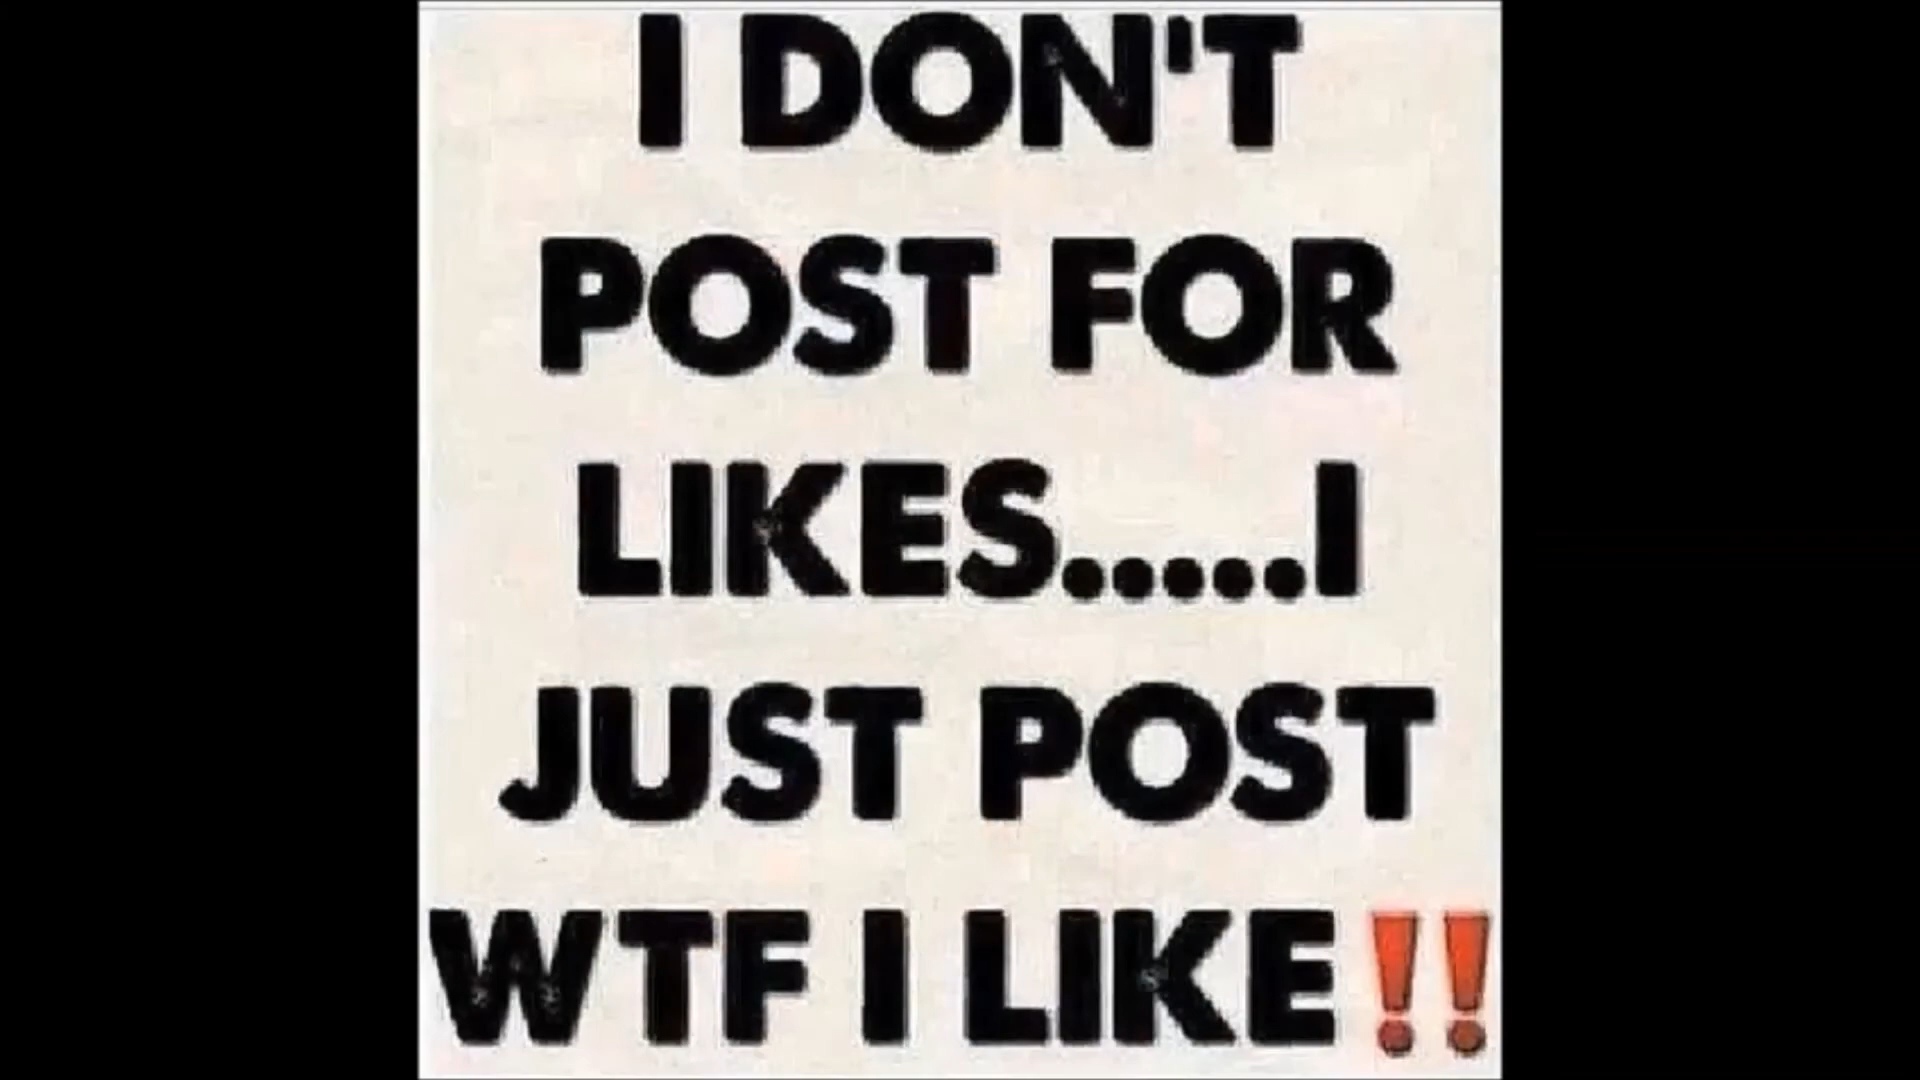 I DON'T
POST FOR
LIKES.....I
JUST POST
WTF I LIKE‼️